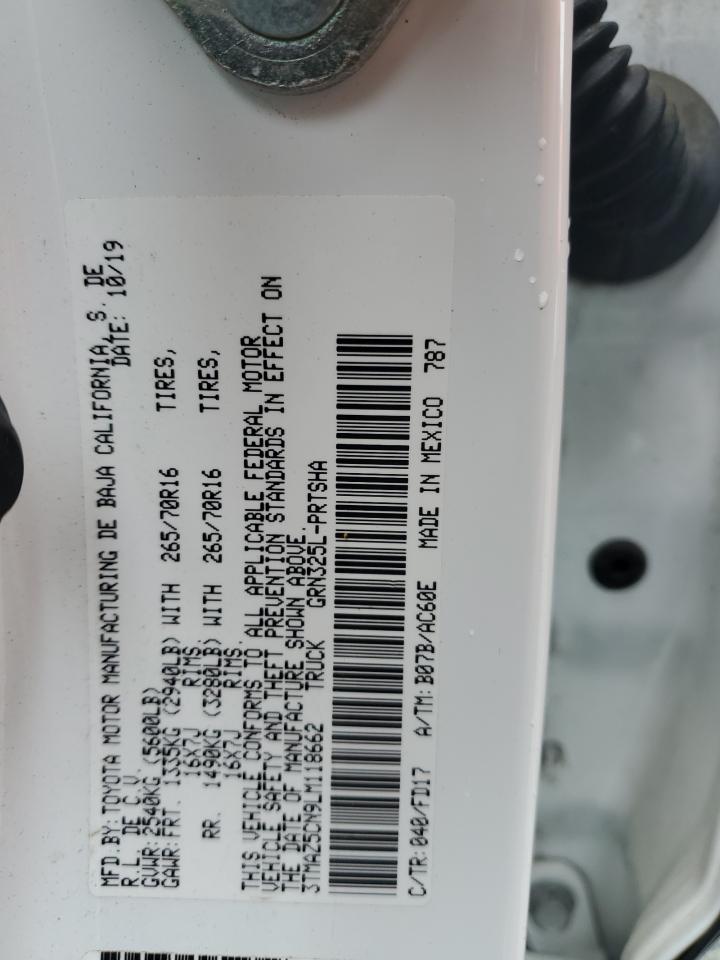 MFD.BY:TOYOTA MOTOR MANUFACTURING DE BAJA CALIFORNIA, S. DE
R.L. DE C.V. DATE: 10/19
GVWR:2540KG (5600LB)
GAWR:FRT. 1335KG (2940LB) WITH 265/70R16 TIRES,
16X7J RIMS.
RR. 1490KG (3280LB) WITH 265/70R16 TIRES,
16X7J RIMS.
THIS VEHICLE CONFORMS TO ALL APPLICABLE FEDERAL MOTOR
VEHICLE SAFETY AND THEFT PREVENTION STANDARDS IN EFFECT ON
THE DATE OF MANUFACTURE SHOWN ABOVE.
3TMAZ5CN9LM118662 TRUCK GRN325L-PRTSHA
C/TR:040/FD17 A/TM:B07B/AC60E MADE IN MEXICO 787